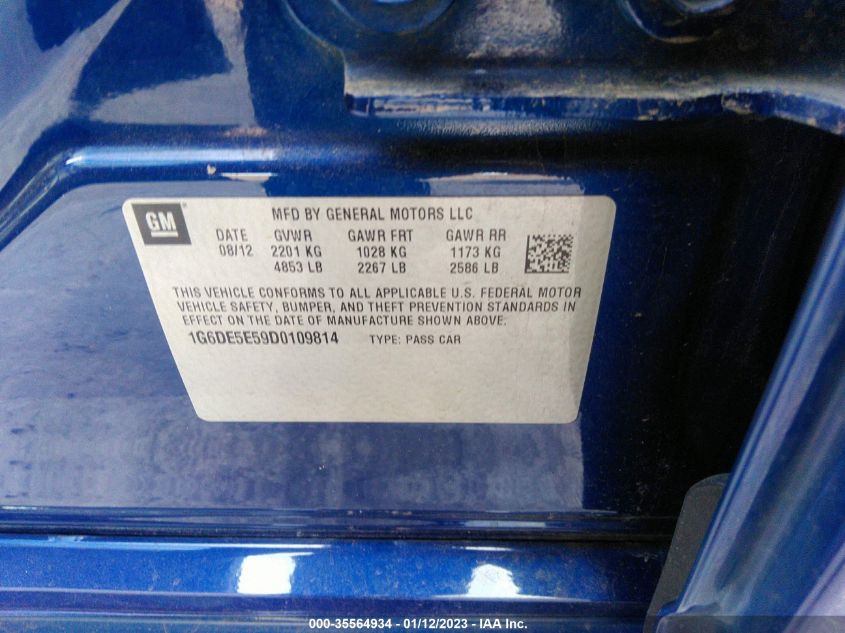 GM
MFD BY GENERAL MOTORS LLC
DATE GVWR GAWR FRT GAWR RR
08/12 2201 KG 1028 KG 1173 KG
4853 LB 2267 LB 2586 LB
THIS VEHICLE CONFORMS TO ALL APPLICABLE U.S. FEDERAL MOTOR
VEHICLE SAFETY, BUMPER, AND THEFT PREVENTION STANDARDS IN
EFFECT ON THE DATE OF MANUFACTURE SHOWN ABOVE.
1G6DE5E59D0109814 TYPE: PASS CAR
000-35564934 - 01/12/2023 - IAA Inc.